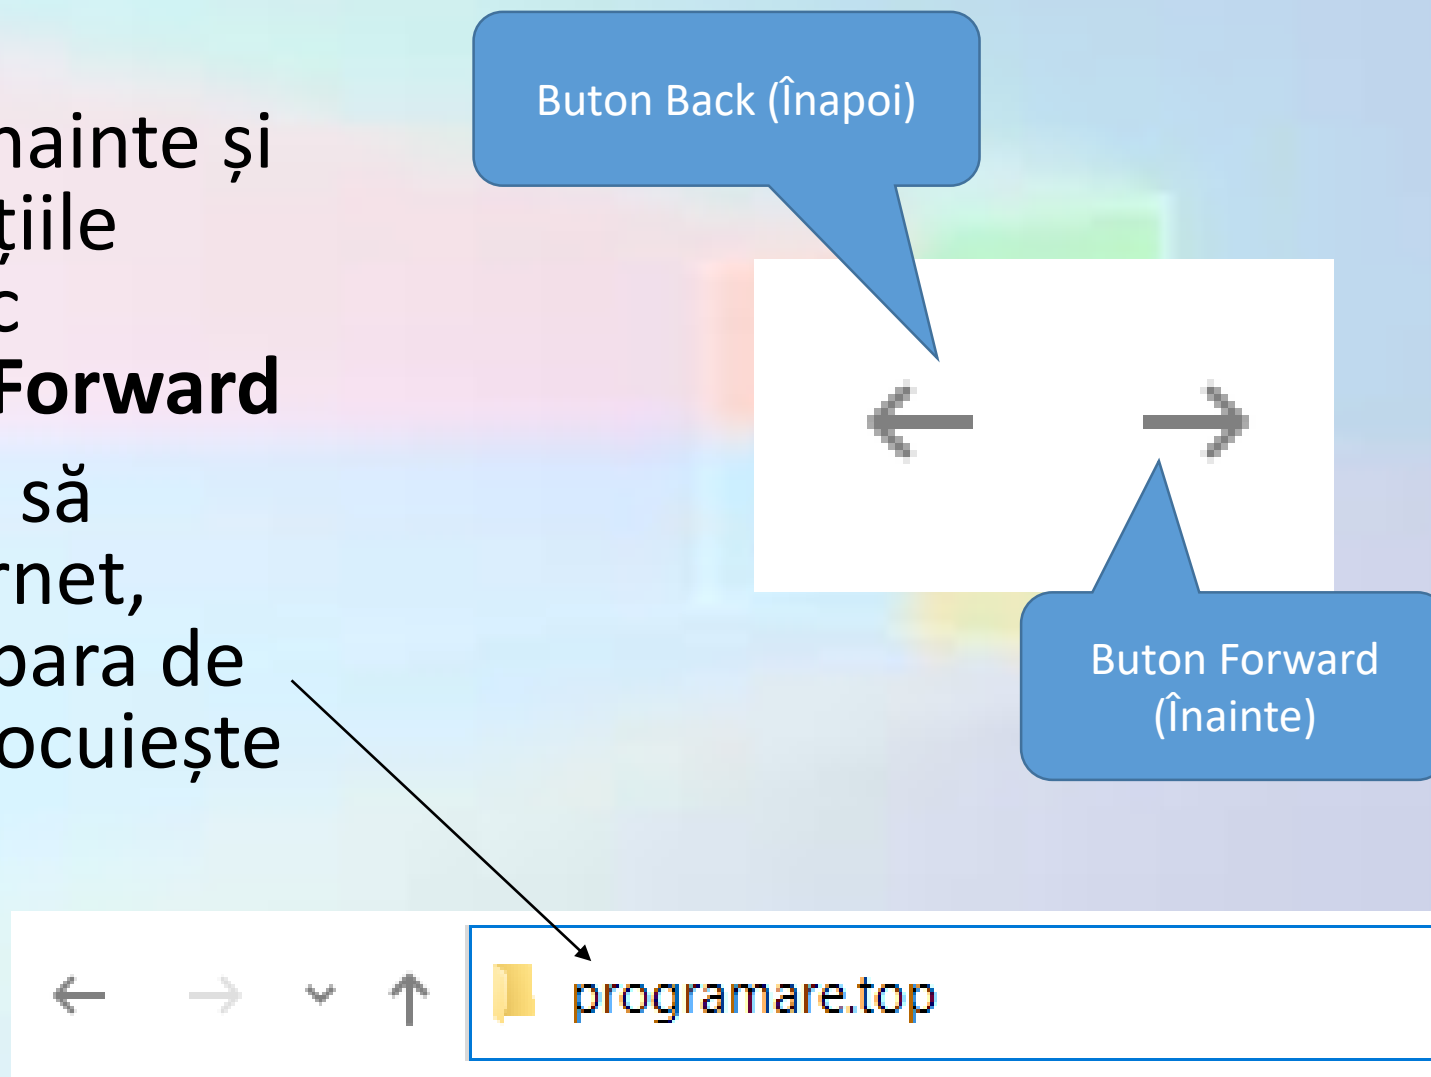 Buton Back (Înapoi)
nainte și
țiile
c
Forward
să
rnet,
bara de
ocuiește
Buton Forward
(Înainte)
programare.top